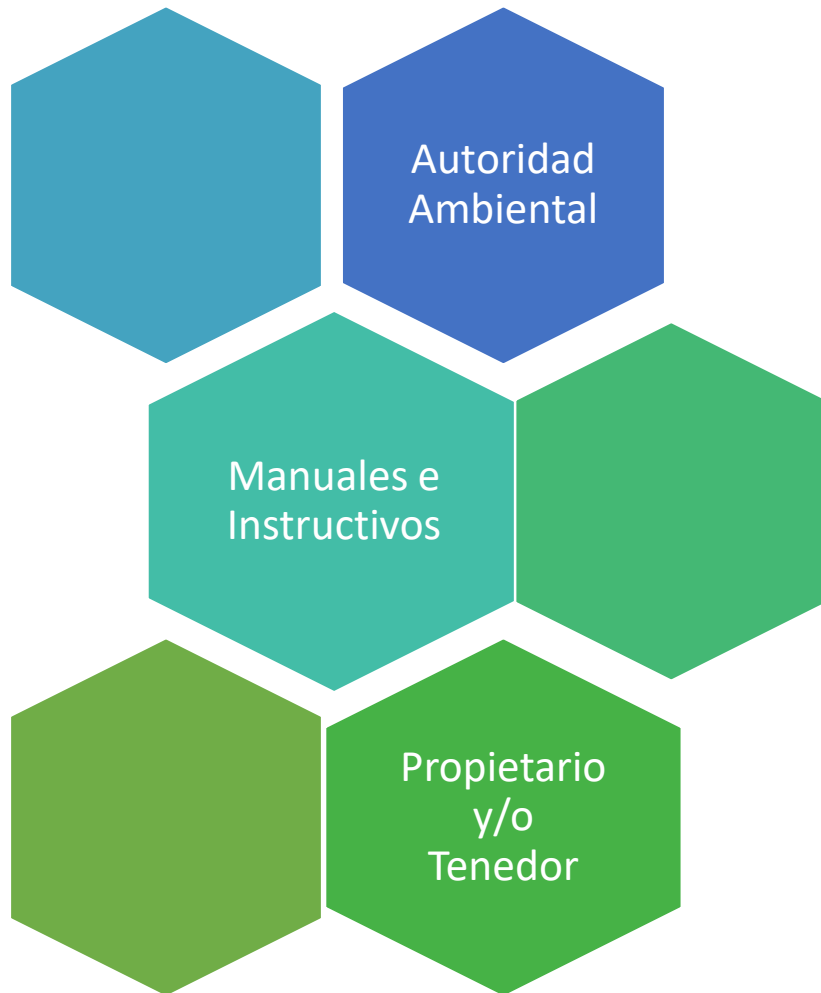 Autoridad
Ambiental
Manuales e
Instructivos
Propietario
y/o
Tenedor